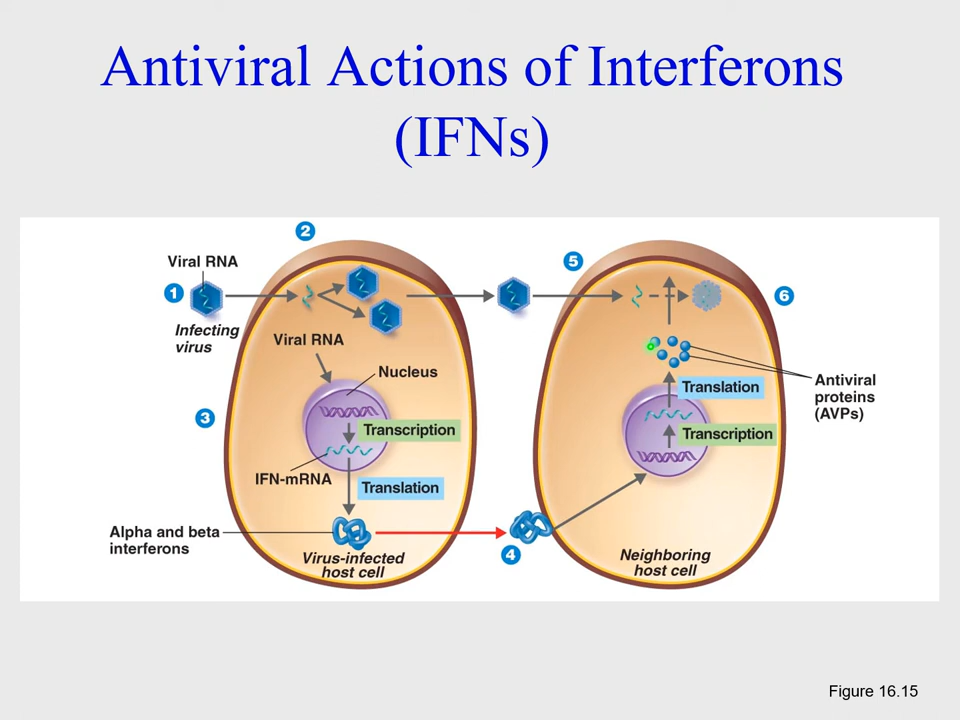 Antiviral Actions of Interferons
(IFNs)
2
Viral RNA
5
1
6
Infecting
virus
Viral RNA
Nucleus
Translation
Antiviral
proteins
(AVPs)
3
Transcription
Transcription
IFN-mRNA
Translation
Alpha and beta
interferons
4
Virus-infected
host cell
Neighboring
host cell
Figure 16.15